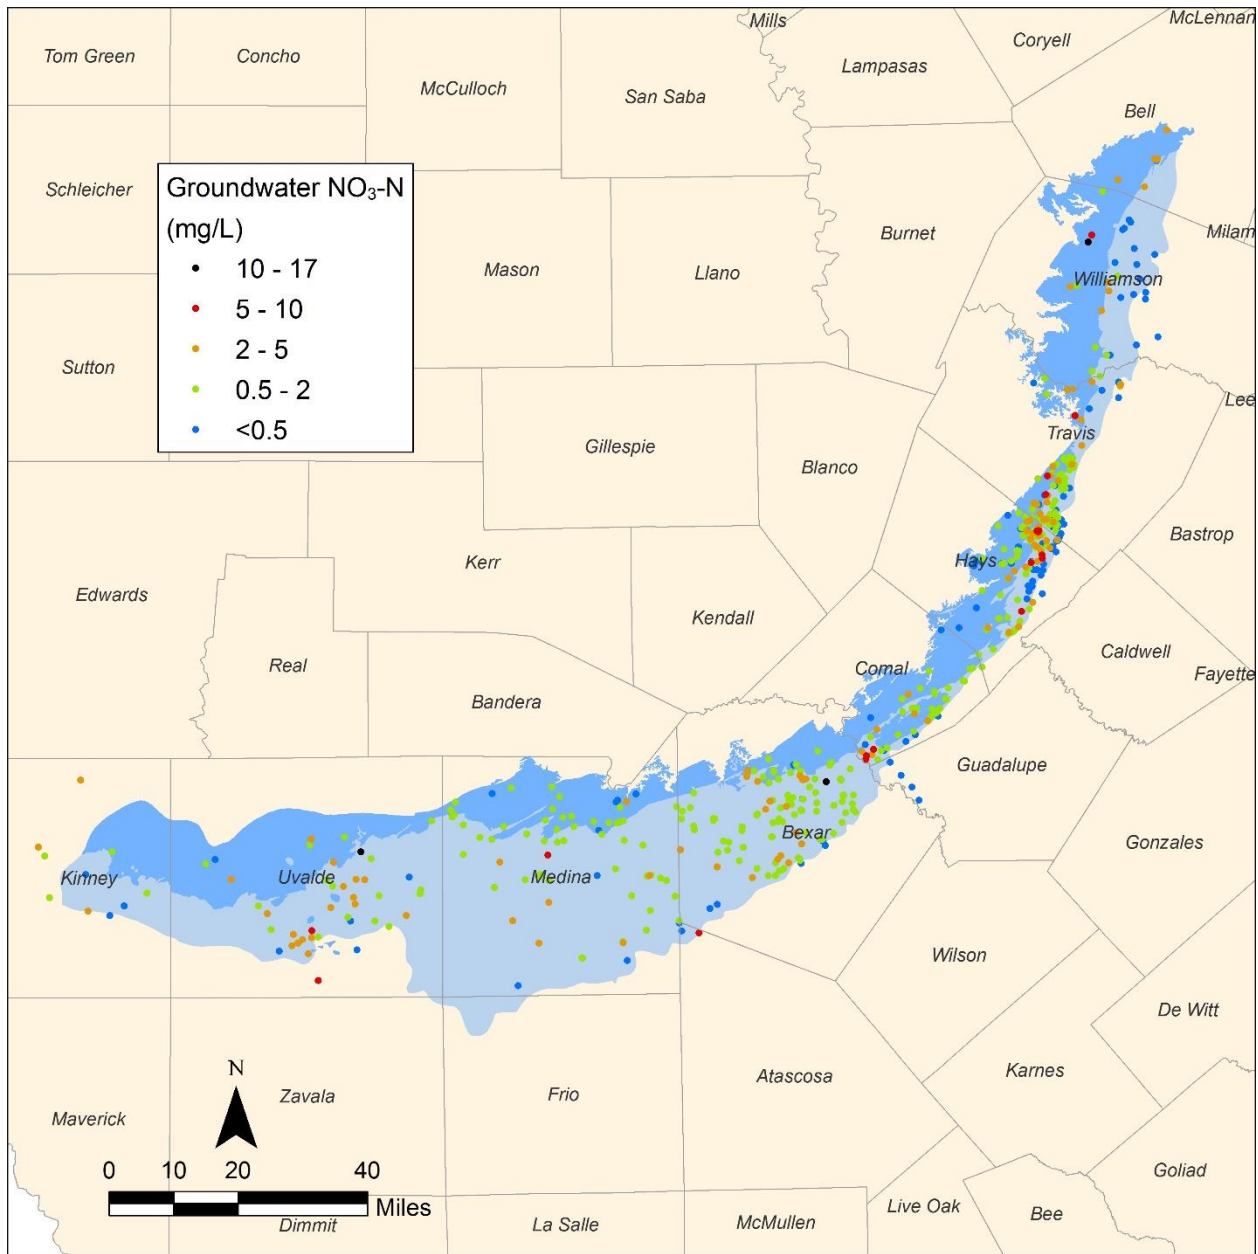 Mills
McLennan
Coryell
Tom Green
Concho
Lampasas
McCulloch
San Saba
Bell
Groundwater NO₃-N
(mg/L)
10 - 17
5 - 10
2 - 5
0.5 - 2
<0.5
Schleicher
Burnet
Milam
Mason
Llano
Williamson
Sutton
Lee
Travis
Gillespie
Blanco
Bastrop
Kerr
Hays
Edwards
Kendall
Real
Caldwell
Comal
Fayette
Bandera
Guadalupe
Bexar
Gonzales
Kinney
Uvalde
Medina
Wilson
De Witt
N
Karnes
Atascosa
Zavala
Frio
Maverick
0 10 20 40
Miles
Goliad
Live Oak
Bee
Dimmit
La Salle
McMullen